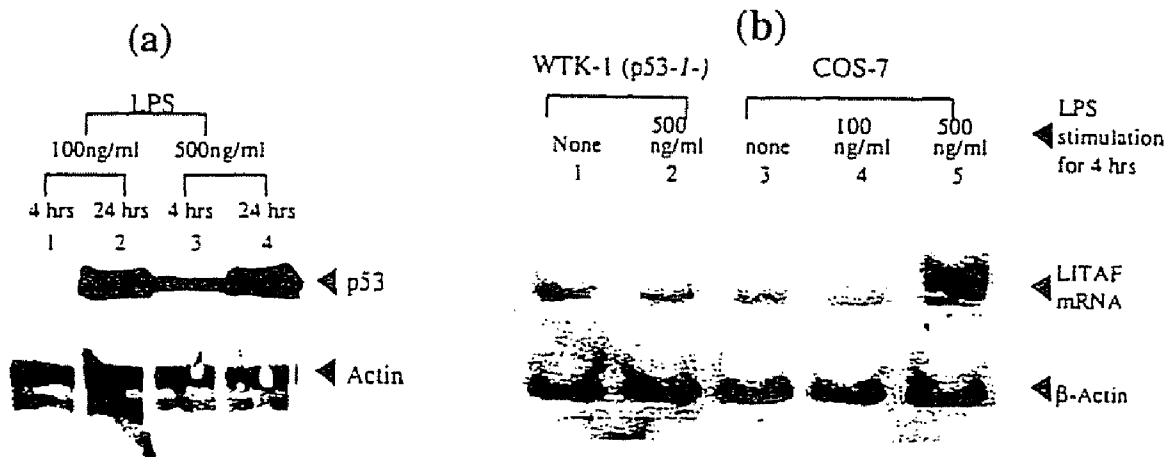 (a)
LPS
100ng/ml 500ng/ml
4 hrs 24 hrs 4 hrs 24 hrs
1 2 3 4
p53
Actin
(b)
WTK-1 (p53-/-) COS-7
None 500 ng/ml none 100 ng/ml 500 ng/ml
1 2 3 4 5
LPS
stimulation
for 4 hrs
LITAF
mRNA
β-Actin